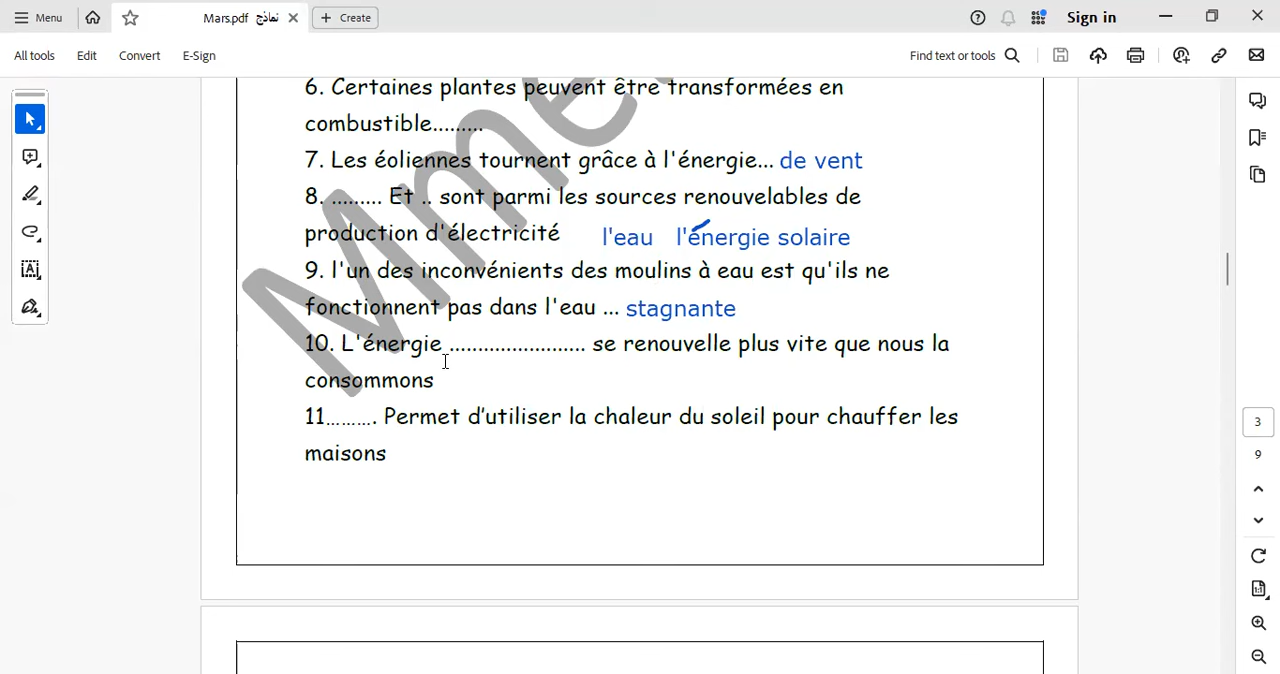 Menu
Mars.pdf نماذج
Create
Sign in
All tools Edit Convert E-Sign
Find text or tools
6. Certaines plantes peuvent être transformées en
combustible.........
7. Les éoliennes tournent grâce à l'énergie... de vent
8. ......... Et .. sont parmi les sources renouvelables de
production d'électricité l'eau l'énergie solaire
9. l'un des inconvénients des moulins à eau est qu'ils ne
fonctionnent pas dans l'eau ... stagnante
10. L'énergie ........................ se renouvelle plus vite que nous la
consommons
11………. Permet d’utiliser la chaleur du soleil pour chauffer les
maisons
3
9